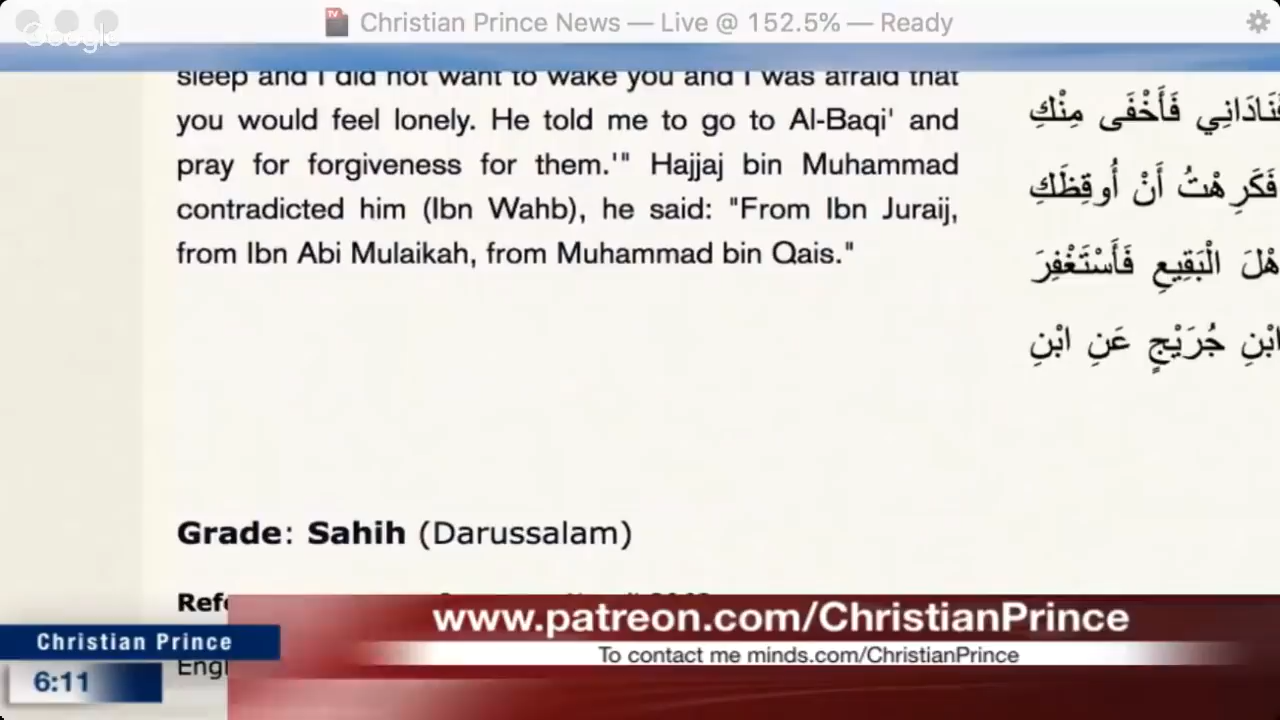 Google
Christian Prince News — Live @ 152.5% — Ready
sleep and I did not want to wake you and I was afraid that
you would feel lonely. He told me to go to Al-Baqi' and
pray for forgiveness for them.'" Hajjaj bin Muhammad
contradicted him (Ibn Wahb), he said: "From Ibn Juraij,
from Ibn Abi Mulaikah, from Muhammad bin Qais."
فَنَادَانِي فَأَخْفَى مِنْكِ
فَكَرِهْتُ أَنْ أُوقِظَكِ
الْبَقِيعِ فَأَسْتَغْفِرَ
ابْنِ جُرَيْجٍ عَنِ ابْنِ
Grade: Sahih (Darussalam)
www.patreon.com/ChristianPrince
To contact me minds.com/ChristianPrince
Christian Prince
6:11